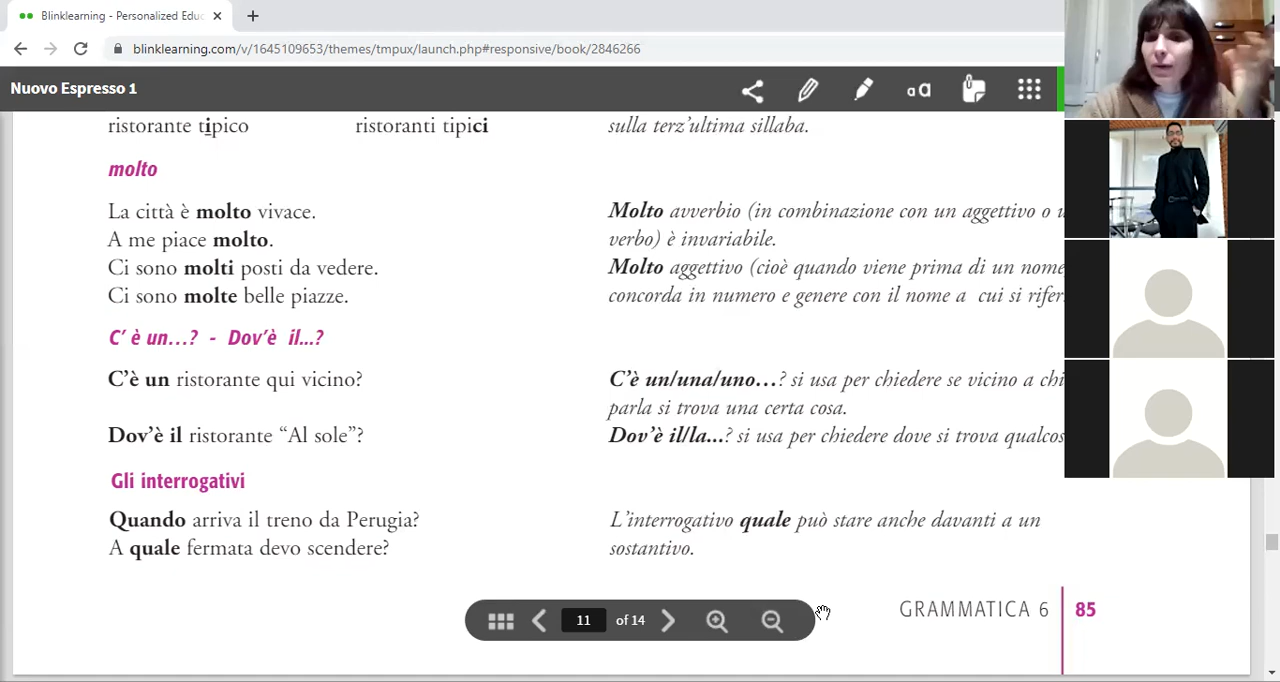 Blinklearning - Personalized Educ
blinklearning.com/v/1645109653/themes/tmpux/launch.php#responsive/book/2846266
Nuovo Espresso 1
aa
ristorante tipico ristoranti tipici sulla terz'ultima sillaba.
molto
La città è molto vivace. Molto avverbio (in combinazione con un aggettivo o
A me piace molto. verbo) è invariabile.
Ci sono molti posti da vedere. Molto aggettivo (cioè quando viene prima di un nome
Ci sono molte belle piazze. concorda in numero e genere con il nome a cui si
C' è un...? - Dov'è il...?
C'è un ristorante qui vicino? C'è un/una/uno...? si usa per chiedere se vicino a chi
parla si trova una certa cosa.
Dov'è il ristorante “Al sole”? Dov'è il/la...? si usa per chiedere dove si trova
Gli interrogativi
Quando arriva il treno da Perugia? L'interrogativo quale può stare anche davanti a un
A quale fermata devo scendere? sostantivo.
11 of 14
GRAMMATICA 6 85